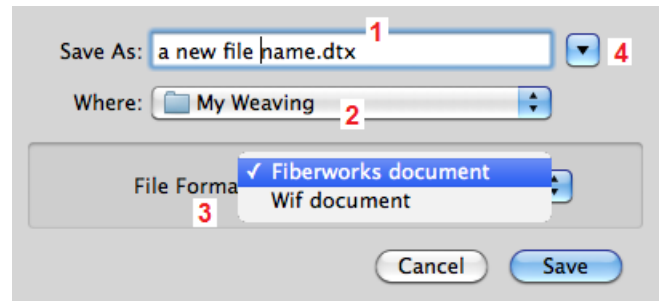 1
Save As: a new file name.dtx 4
Where: My Weaving
2
✓ Fiberworks document
File Forma
Wif document
3
Cancel Save